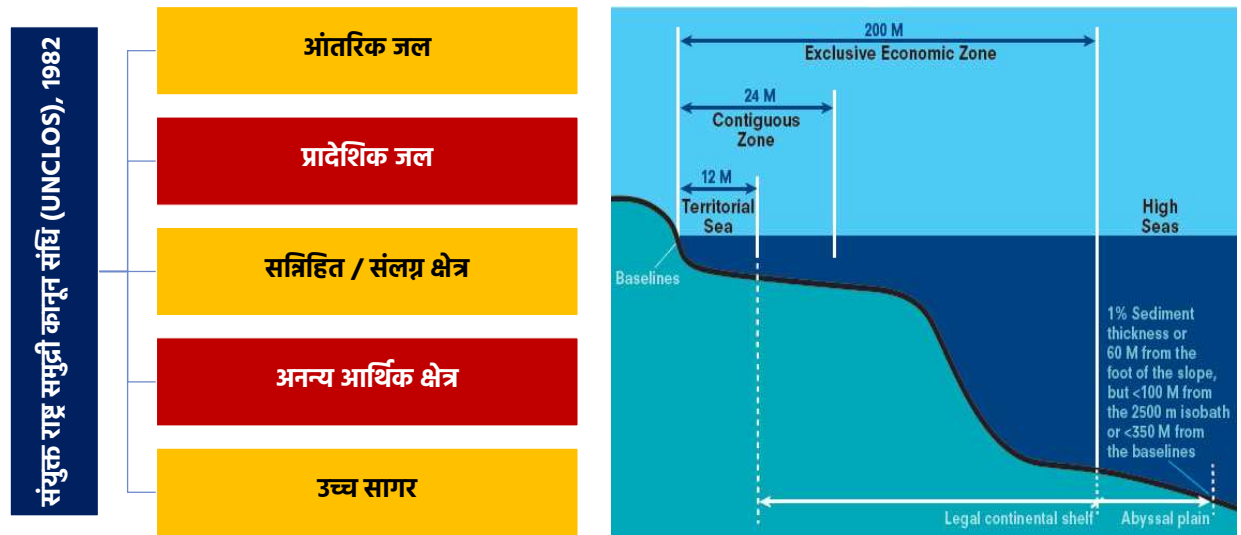 संयुक्त राष्ट्र समुद्री कानून संधि (UNCLOS), 1982
आंतरिक जल
प्रादेशिक जल
सन्निहित / संलग्न क्षेत्र
अनन्य आर्थिक क्षेत्र
उच्च सागर
200 M
Exclusive Economic Zone
24 M
Contiguous
Zone
12 M
Territorial
Sea
High
Seas
Baselines
1% Sediment
thickness or
60 M from the
foot of the slope,
but <100 M from
the 2500 m isobath
or <350 M from
the baselines
Legal continental shelf
Abyssal plain